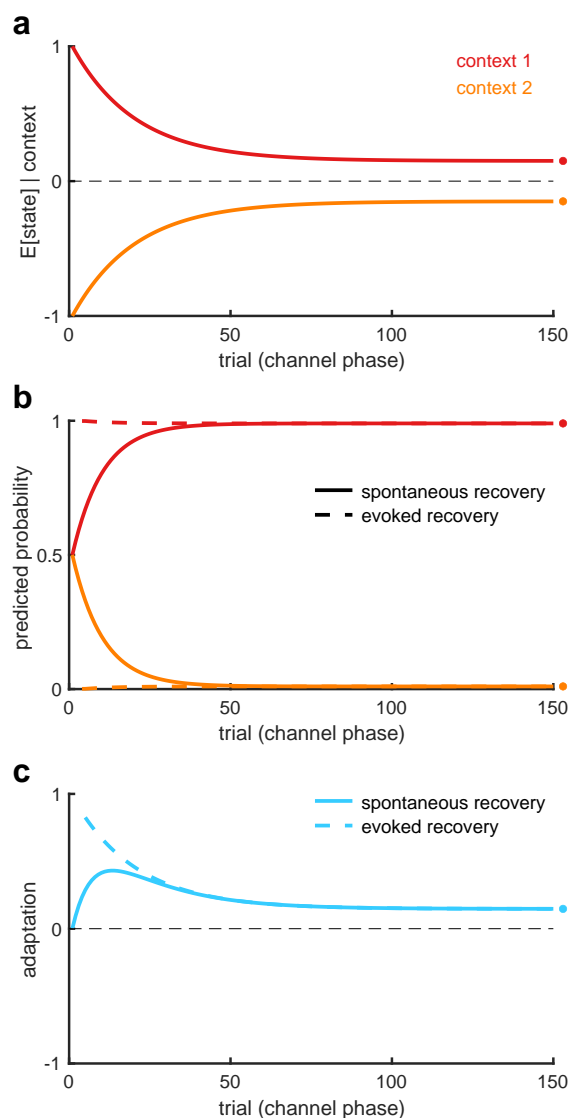 a
1
context 1
context 2
E[state] | context
0
-1
0
50
100
150
trial (channel phase)
b
1
spontaneous recovery
evoked recovery
predicted probability
0.5
0
0
50
100
150
trial (channel phase)
c
1
spontaneous recovery
evoked recovery
adaptation
0
-1
0
50
100
150
trial (channel phase)